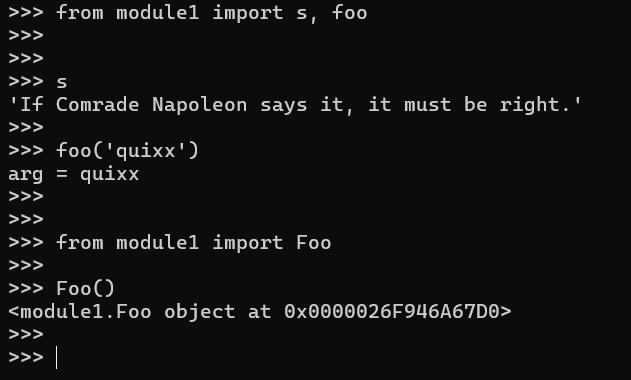 >>> from module1 import s, foo
>>>
>>>
>>> s
'If Comrade Napoleon says it, it must be right.'
>>>
>>> foo('quixx')
arg = quixx
>>>
>>>
>>> from module1 import Foo
>>>
>>> Foo()
<module1.Foo object at 0x0000026F946A67D0>
>>>
>>>